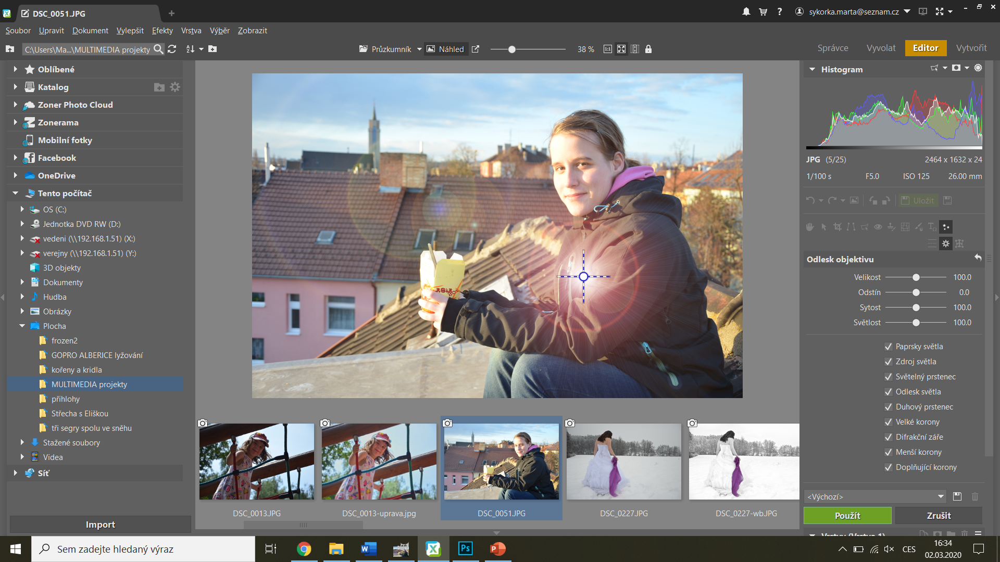 DSC_0051.JPG
sykorka.marta@seznam.cz
2
Soubor Upravit Dokument Vylepšit Efekty Vrstva Výběr Zobrazit
C:\Users\Ma...\MULTIMEDIA projekty
Průzkumník
Náhled
38 %
1:1
Správce Vyvolat Editor Vytvořit
Oblíbené
Katalog
Zoner Photo Cloud
Zonerama
Mobilní fotky
Facebook
OneDrive
Tento počítač
OS (C:)
Jednotka DVD RW (D:)
vedeni (\\192.168.1.51) (X:)
verejny (\\192.168.1.51) (Y:)
3D objekty
Dokumenty
Hudba
Obrázky
Plocha
frozen2
GOPRO ALBERICE lyžování
kořeny a kridla
MULTIMEDIA projekty
přihlohy
Střecha s Eliškou
tři segry spolu ve sněhu
Stažené soubory
Videa
Síť
Import
DSC_0013.JPG
DSC_0013-uprava.jpg
DSC_0051.JPG
DSC_0227.JPG
DSC_0227-wb.JPG
Histogram
JPG (5/25) 2464 x 1632 x 24
1/100 s F5.0 ISO 125 26.00 mm
Uložit
Odlesk objektivu
Velikost 100.0
Odstín 0.0
Sytost 100.0
Světlost 100.0
Paprsky světla
Zdroj světla
Světelný prstenec
Odlesk světla
Duhový prstenec
Velké korony
Difrakční záře
Menší korony
Doplňující korony
<Výchozí>
Použít Zrušit
Vrstvy (Vrstva 1)
Sem zadejte hledaný výraz
Ps
CES
16:34
02.03.2020